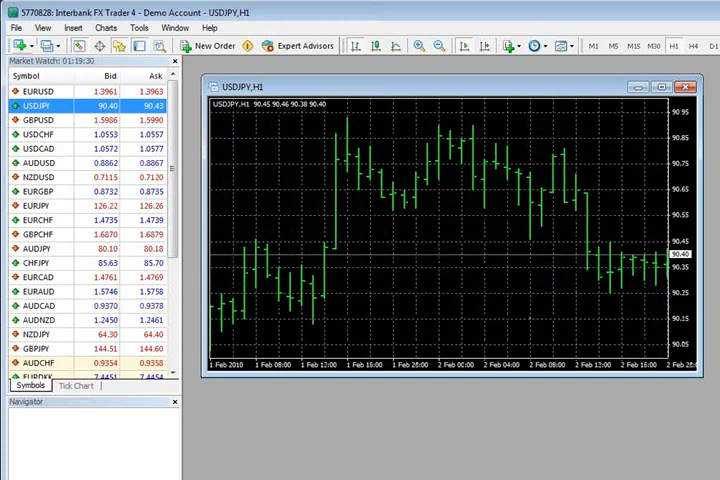 5770828: Interbank FX Trader 4 - Demo Account - USDJPY,H1
File View Insert Charts Tools Window Help
New Order Expert Advisors M1 M5 M15 M30 H1 H4 D1
Market Watch: 01:19:30
Symbol Bid Ask
EURUSD 1.3961 1.3963
USDJPY 90.40 90.43
GBPUSD 1.5986 1.5990
USDCHF 1.0553 1.0557
USDCAD 1.0572 1.0577
AUDUSD 0.8862 0.8867
NZDUSD 0.7115 0.7120
EURGBP 0.8732 0.8735
EURJPY 126.22 126.26
EURCHF 1.4735 1.4739
GBPCHF 1.6870 1.6879
AUDJPY 80.10 80.18
CHFJPY 85.63 85.70
EURCAD 1.4761 1.4769
EURAUD 1.5746 1.5758
AUDCAD 0.9370 0.9378
AUDNZD 1.2450 1.2461
NZDJPY 64.30 64.40
GBPJPY 144.51 144.60
AUDCHF 0.9354 0.9358
EURDKK 7.4451
Symbols Tick Chart
Navigator
USDJPY,H1
USDJPY,H1 90.45 90.46 90.38 90.40
90.95
90.85
90.75
90.65
90.55
90.45
90.40
90.35
90.25
90.15
90.05
1 Feb 2010 1 Feb 08:00 1 Feb 12:00 1 Feb 16:00 1 Feb 20:00 2 Feb 00:00 2 Feb 04:00 2 Feb 08:00 2 Feb 12:00 2 Feb 16:00